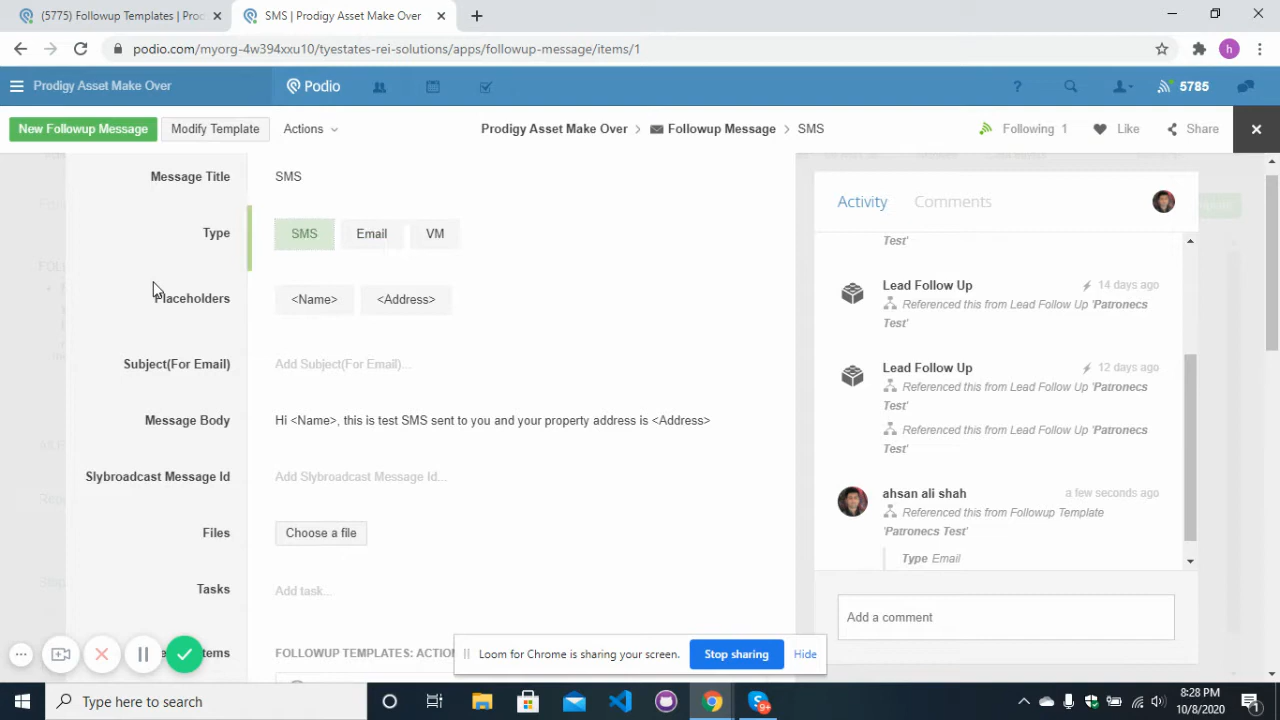 (5775) Followup Templates | Proc
SMS | Prodigy Asset Make Over
podio.com/myorg-4w394xxu10/tyestates-rei-solutions/apps/followup-message/items/1
h
Prodigy Asset Make Over
Podio
?
5785
New Followup Message
Modify Template
Actions
Prodigy Asset Make Over > Followup Message > SMS
Following 1
Like
Share
Message Title
SMS
Type
SMS
Email
VM
Placeholders
<Name>
<Address>
Subject(For Email)
Add Subject(For Email)...
Message Body
Hi <Name>, this is test SMS sent to you and your property address is <Address>
Slybroadcast Message Id
Add Slybroadcast Message Id...
Files
Choose a file
Tasks
Add task...
FOLLOWUP TEMPLATES: ACTION
Activity
Comments
Test'
Lead Follow Up
14 days ago
Referenced this from Lead Follow Up 'Patronecs
Test'
Lead Follow Up
12 days ago
Referenced this from Lead Follow Up 'Patronecs
Test'
Referenced this from Lead Follow Up 'Patronecs
Test'
ahsan ali shah
a few seconds ago
Referenced this from Followup Template
'Patronecs Test'
Type Email
Add a comment
Loom for Chrome is sharing your screen.
Stop sharing
Hide
Type here to search
9+
8:28 PM
10/8/2020
1